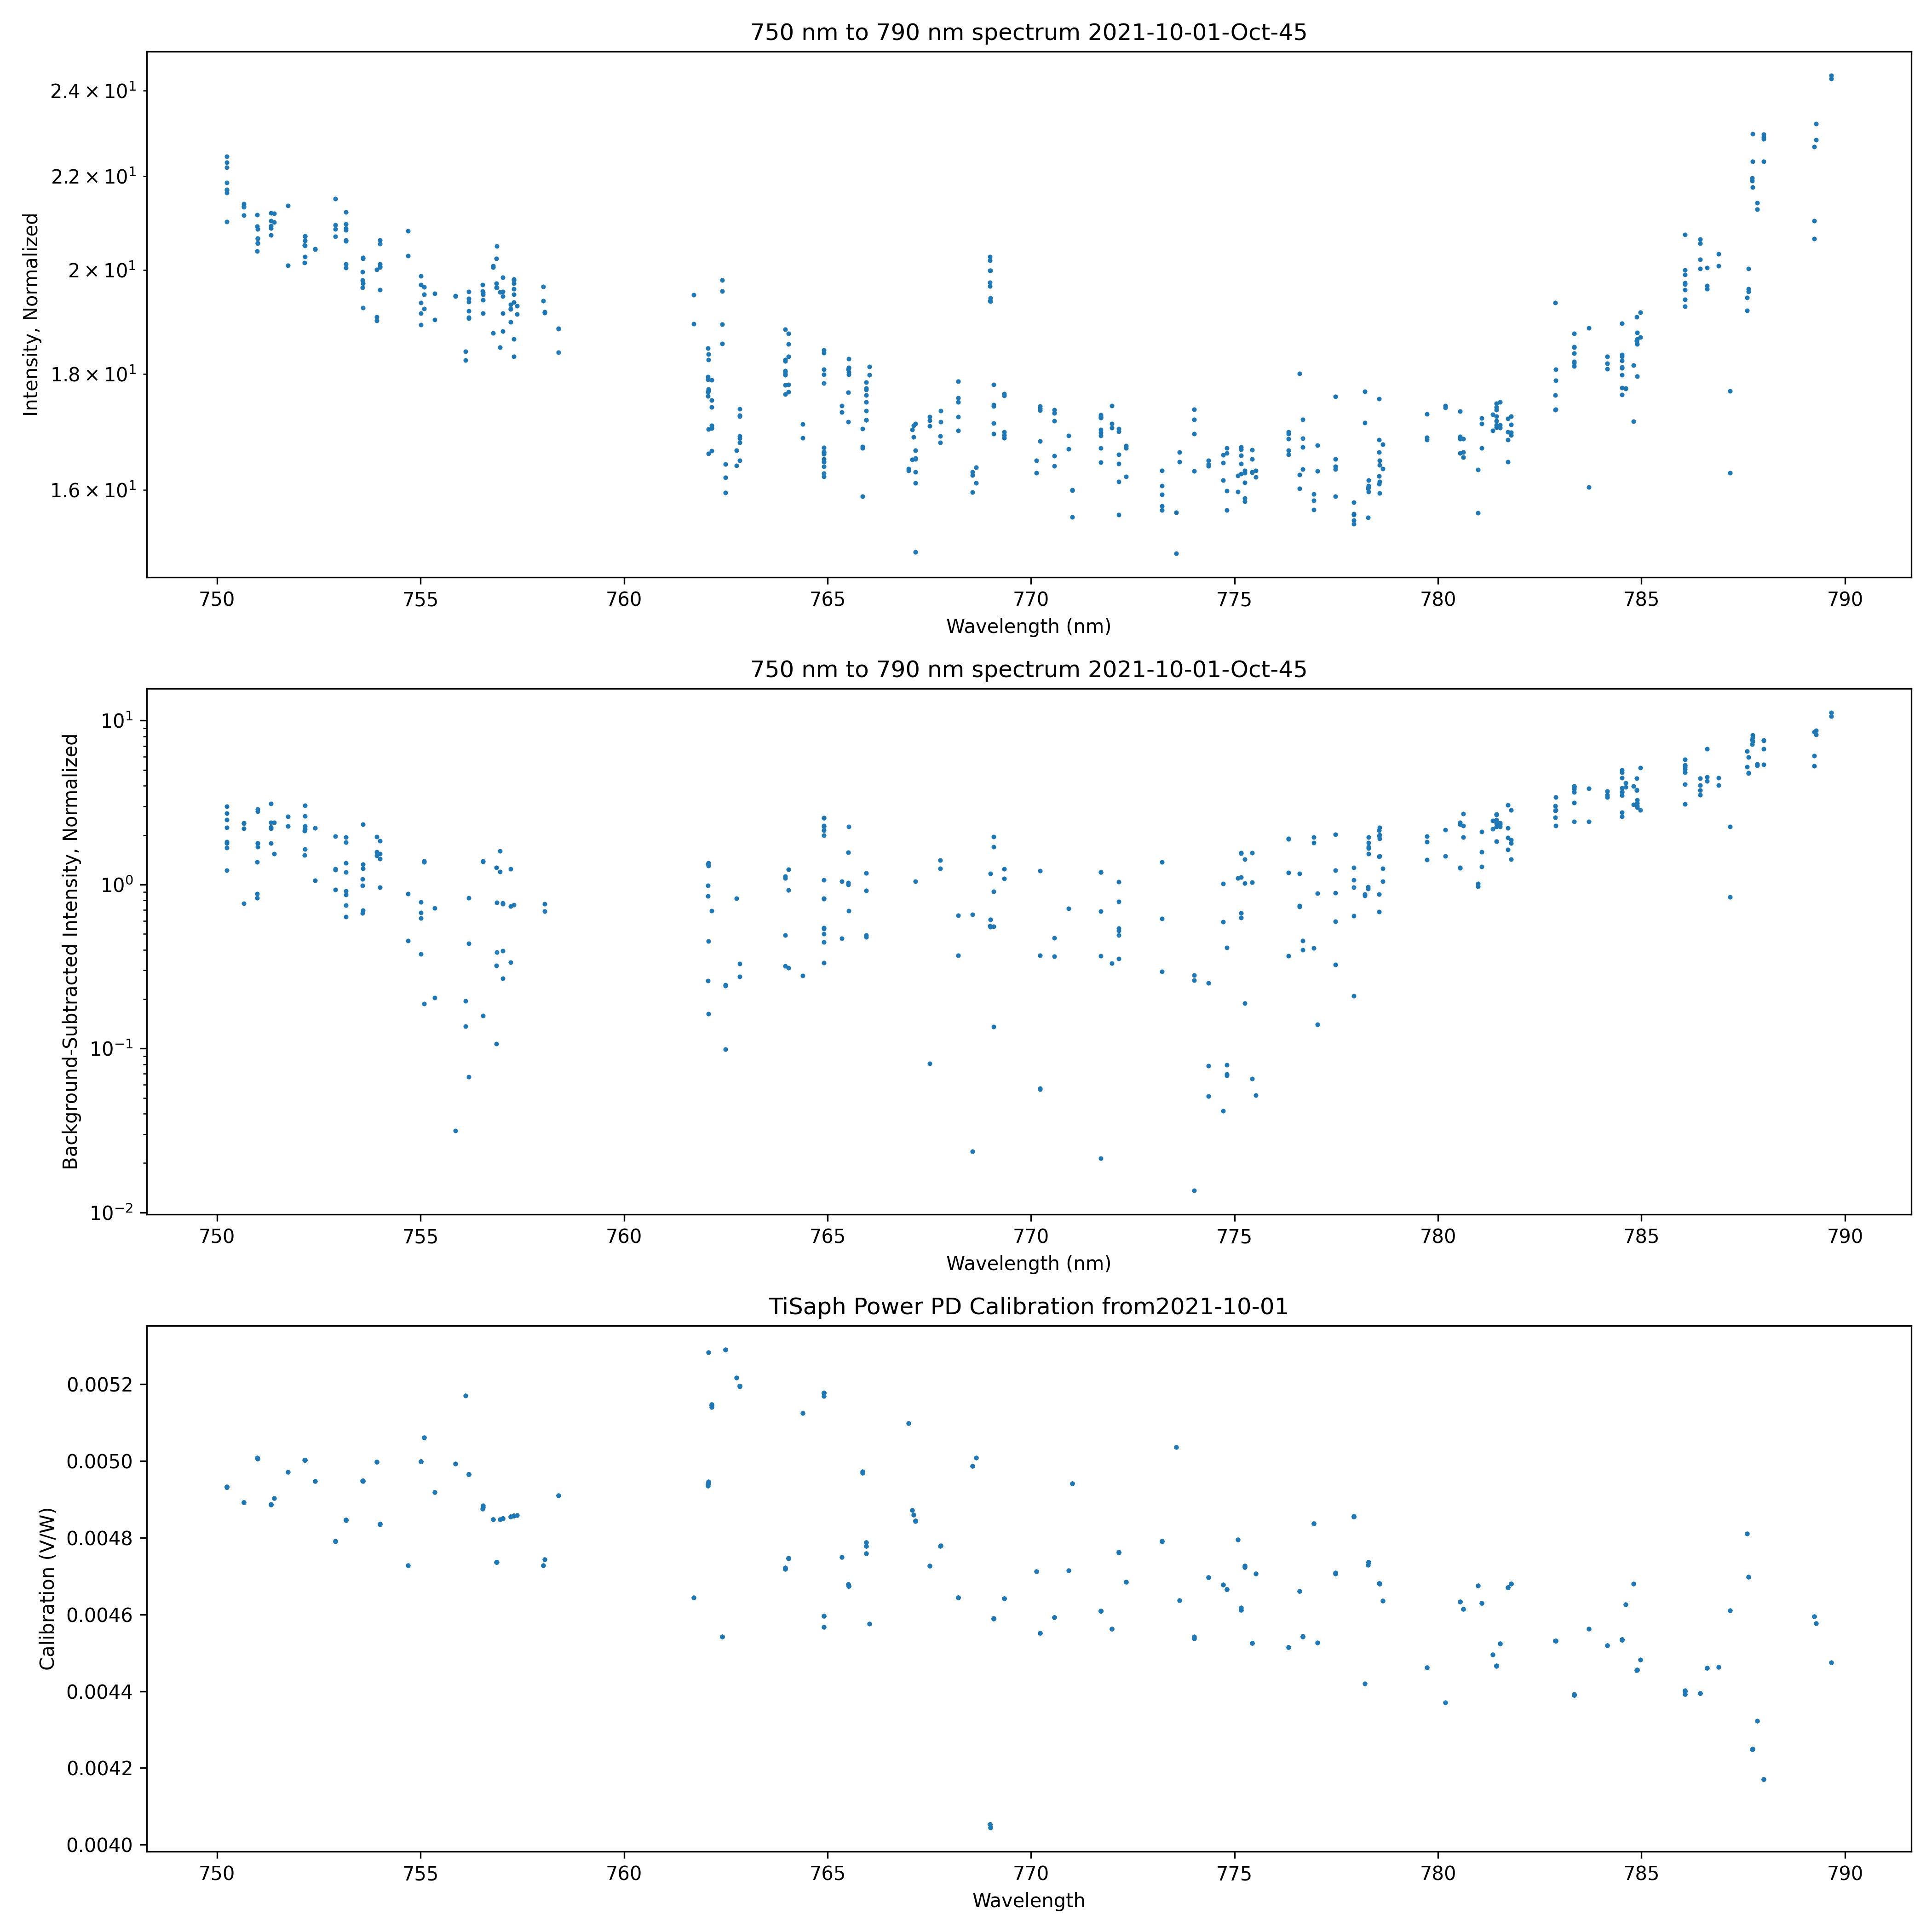 750 nm to 790 nm spectrum 2021-10-01-Oct-45
Intensity, Normalized
2.4 × 10¹
2.2 × 10¹
2 × 10¹
1.8 × 10¹
1.6 × 10¹
750 755 760 765 770 775 780 785 790
Wavelength (nm)
750 nm to 790 nm spectrum 2021-10-01-Oct-45
Background-Subtracted Intensity, Normalized
10¹
10⁰
10⁻¹
10⁻²
750 755 760 765 770 775 780 785 790
Wavelength (nm)
TiSaph Power PD Calibration from2021-10-01
Calibration (V/W)
0.0052
0.0050
0.0048
0.0046
0.0044
0.0042
0.0040
750 755 760 765 770 775 780 785 790
Wavelength